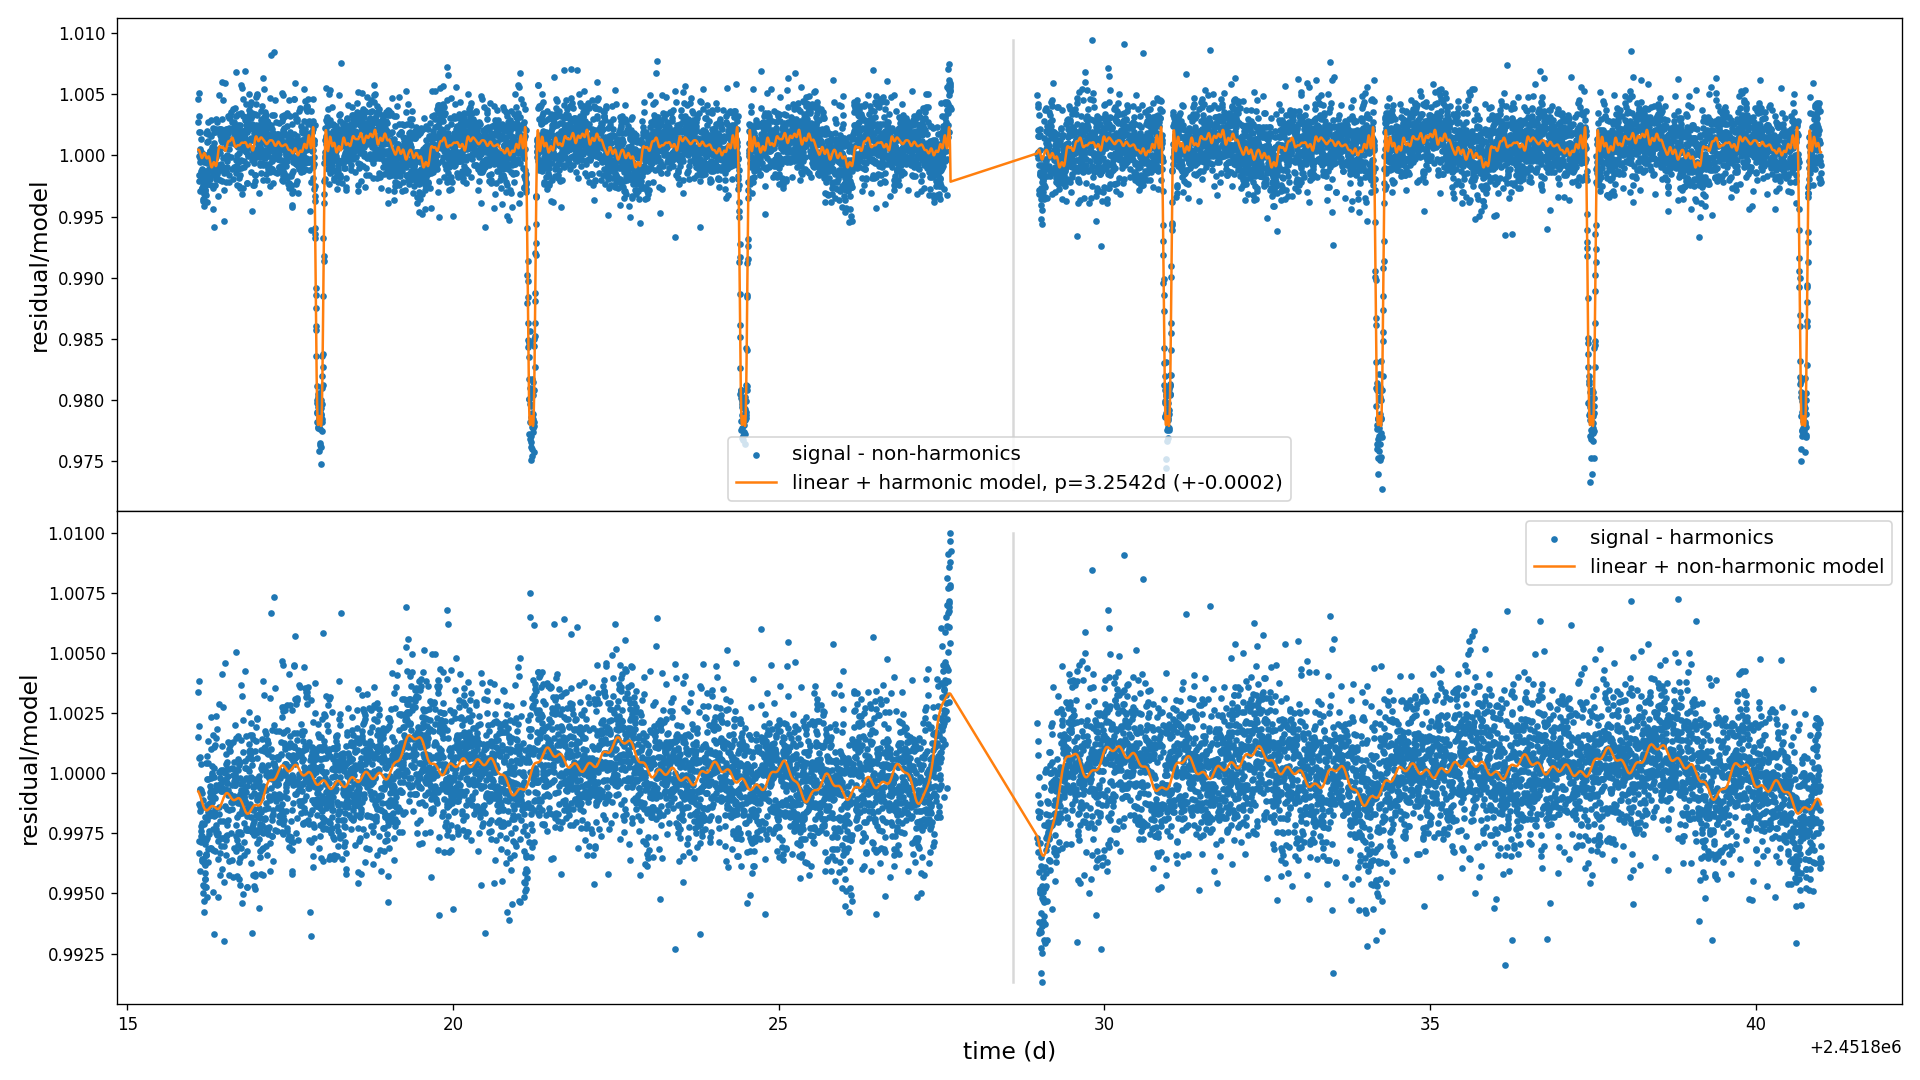 1.010
1.005
1.000
0.995
0.990
0.985
0.980
0.975
residual/model
signal - non-harmonics
linear + harmonic model, p=3.2542d (+-0.0002)
1.0100
1.0075
1.0050
1.0025
1.0000
0.9975
0.9950
0.9925
residual/model
signal - harmonics
linear + non-harmonic model
15 20 25 30 35 40
time (d)
+2.4518e6